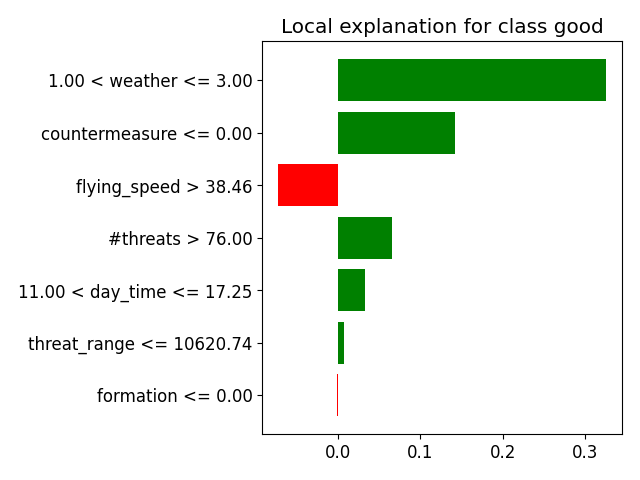 Local explanation for class good
1.00 < weather <= 3.00
countermeasure <= 0.00
flying_speed > 38.46
#threats > 76.00
11.00 < day_time <= 17.25
threat_range <= 10620.74
formation <= 0.00
0.0 0.1 0.2 0.3